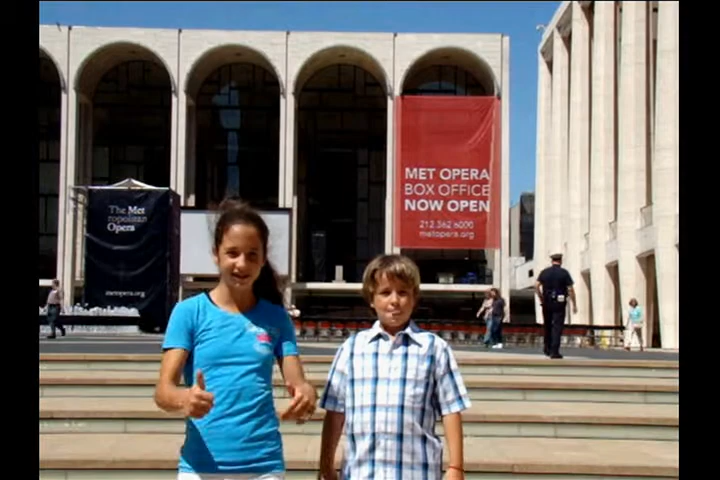 The Met
ropolitan
Opera
metopera.org
MET OPERA
BOX OFFICE
NOW OPEN
212.362.6000
metopera.org